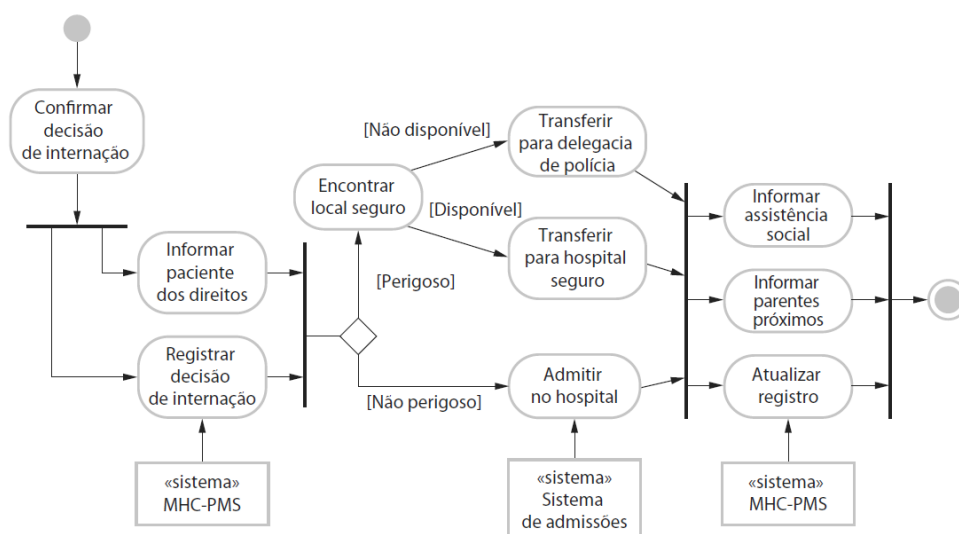 Confirmar
decisão
de internação
Informar
paciente
dos direitos
Registrar
decisão
de internação
«sistema»
MHC-PMS
Encontrar
local seguro
[Perigoso]
[Não perigoso]
[Não disponível]
[Disponível]
Transferir
para delegacia
de polícia
Transferir
para hospital
seguro
Admitir
no hospital
«sistema»
Sistema
de admissões
Informar
assistência
social
Informar
parentes
próximos
Atualizar
registro
«sistema»
MHC-PMS